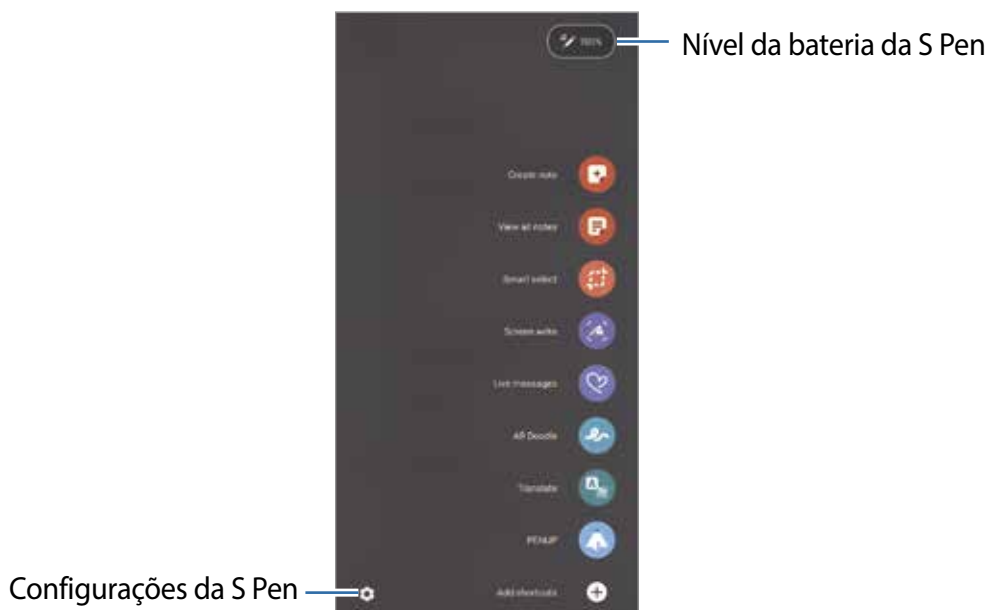 100%
Nível da bateria da S Pen
Create note
View all notes
Smart select
Screen write
Live messages
AR Doodle
Translate
PENUP
Configurações da S Pen
Add shortcuts